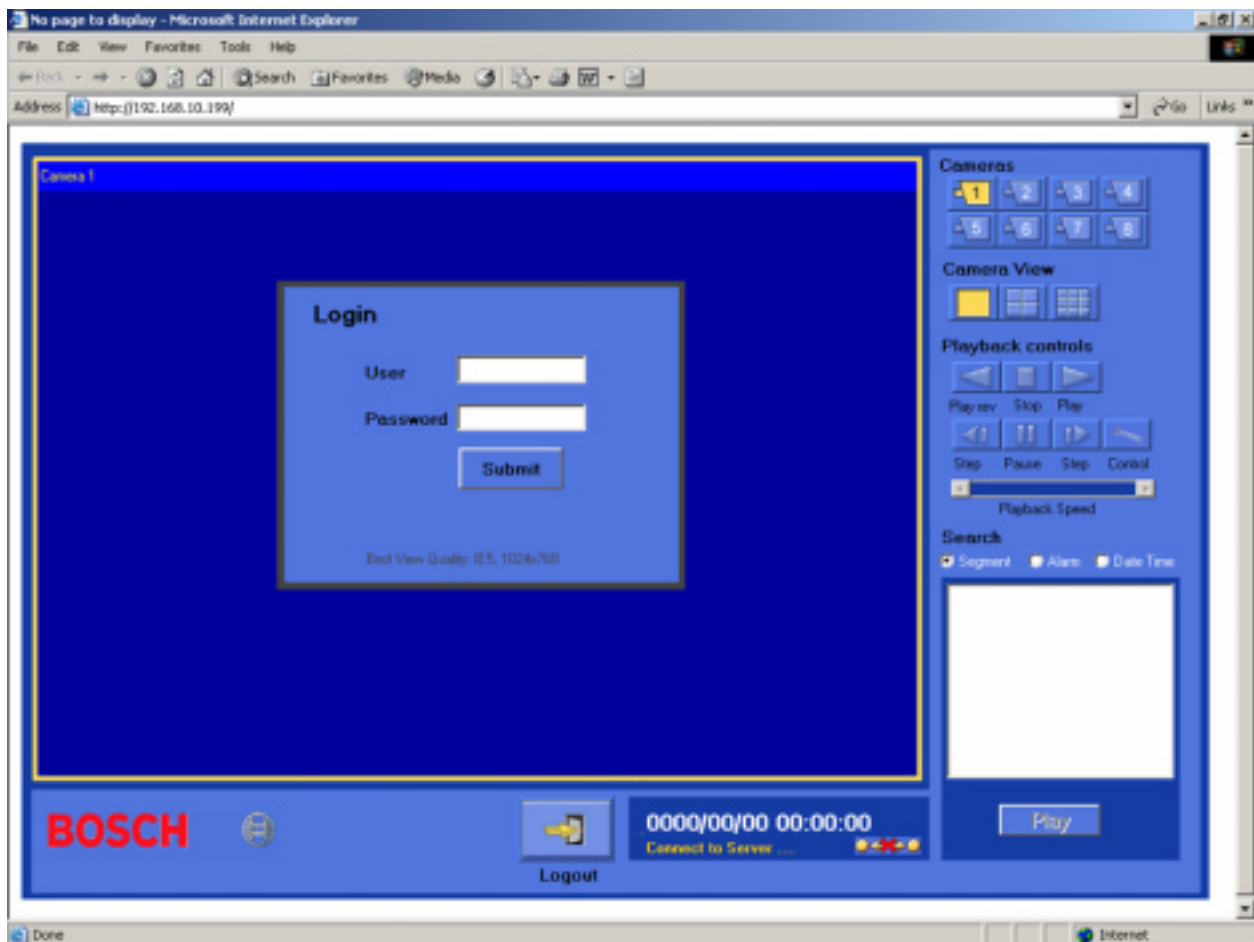 No page to display - Microsoft Internet Explorer
File Edit View Favorites Tools Help
Back Search Favorites Media
Address http://192.168.10.199/ Go Links »
Camera 1
Cameras
1 2 3 4
5 6 7 8
Camera View
Login
User
Password
Submit
Best View Quality: IE5, 1024x768
Playback controls
Play rev Stop Play
Step Pause Step Control
Playback Speed
Search
Segment Alarm Date Time
Play
BOSCH
Logout
0000/00/00 00:00:00
Connect to Server ....
Done Internet